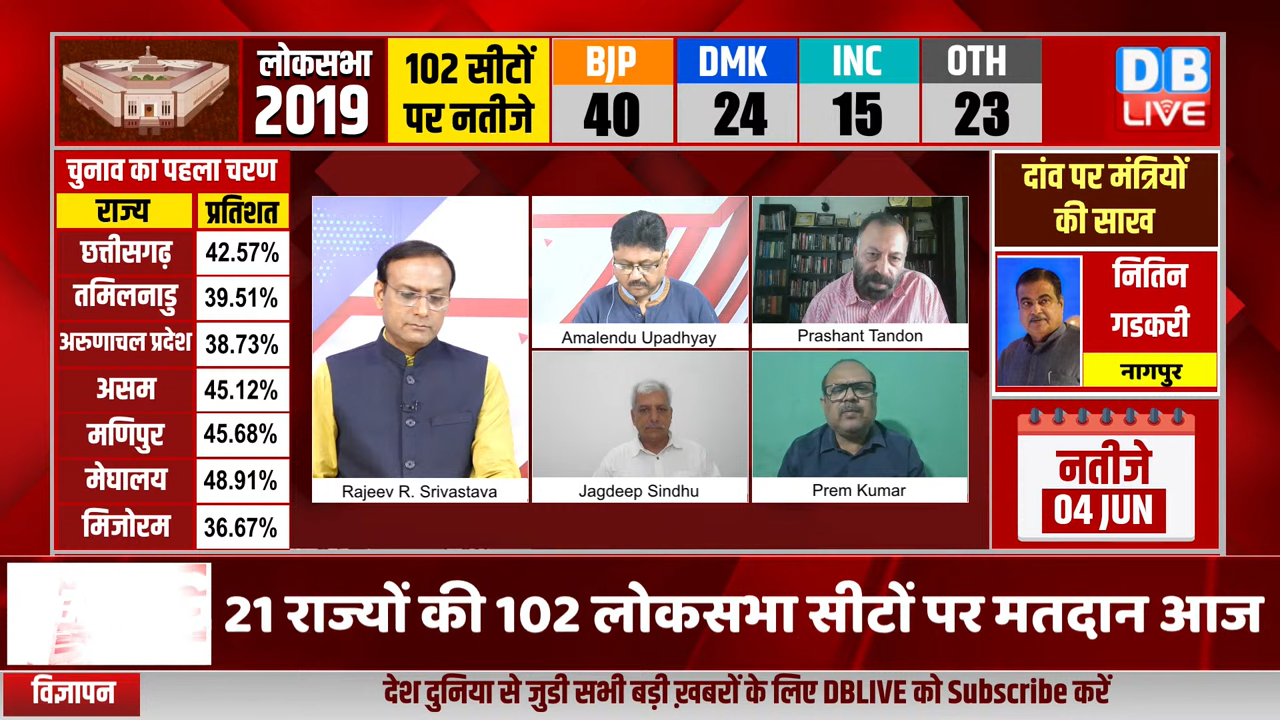 लोकसभा
2019
102 सीटों
पर नतीजे
BJP
40
DMK
24
INC
15
OTH
23
DB
LIVE
चुनाव का पहला चरण
राज्य प्रतिशत
छत्तीसगढ़ 42.57%
तमिलनाडु 39.51%
अरुणाचल प्रदेश 38.73%
असम 45.12%
मणिपुर 45.68%
मेघालय 48.91%
मिजोरम 36.67%
Rajeev R. Srivastava
Amalendu Upadhyay
Prashant Tandon
Jagdeep Sindhu
Prem Kumar
दांव पर मंत्रियों
की साख
नितिन
गडकरी
नागपुर
नतीजे
04 JUN
21 राज्यों की 102 लोकसभा सीटों पर मतदान आज
विज्ञापन
देश दुनिया से जुडी सभी बड़ी ख़बरों के लिए DBLIVE को Subscribe करें